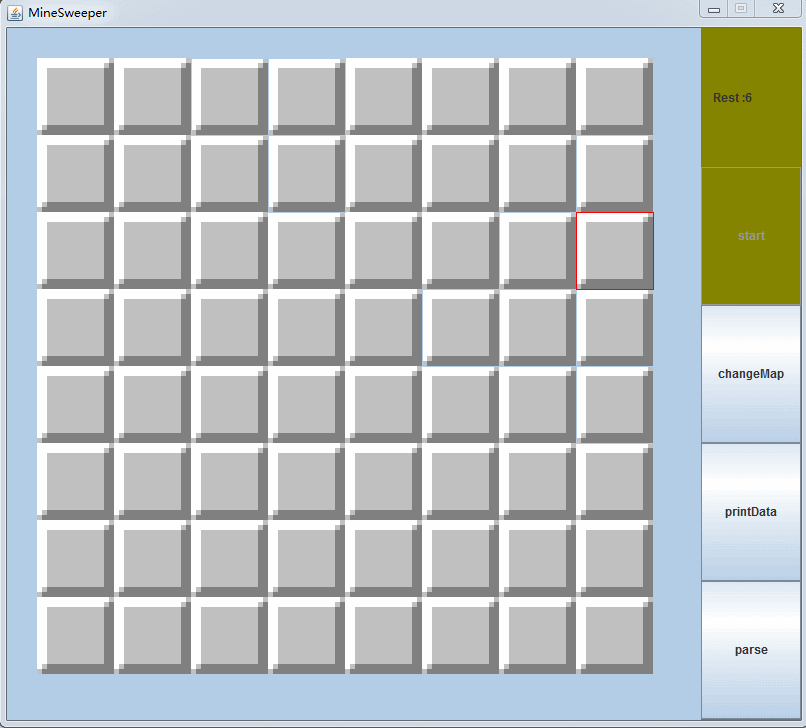 MineSweeper
Rest :6
start
changeMap
printData
parse